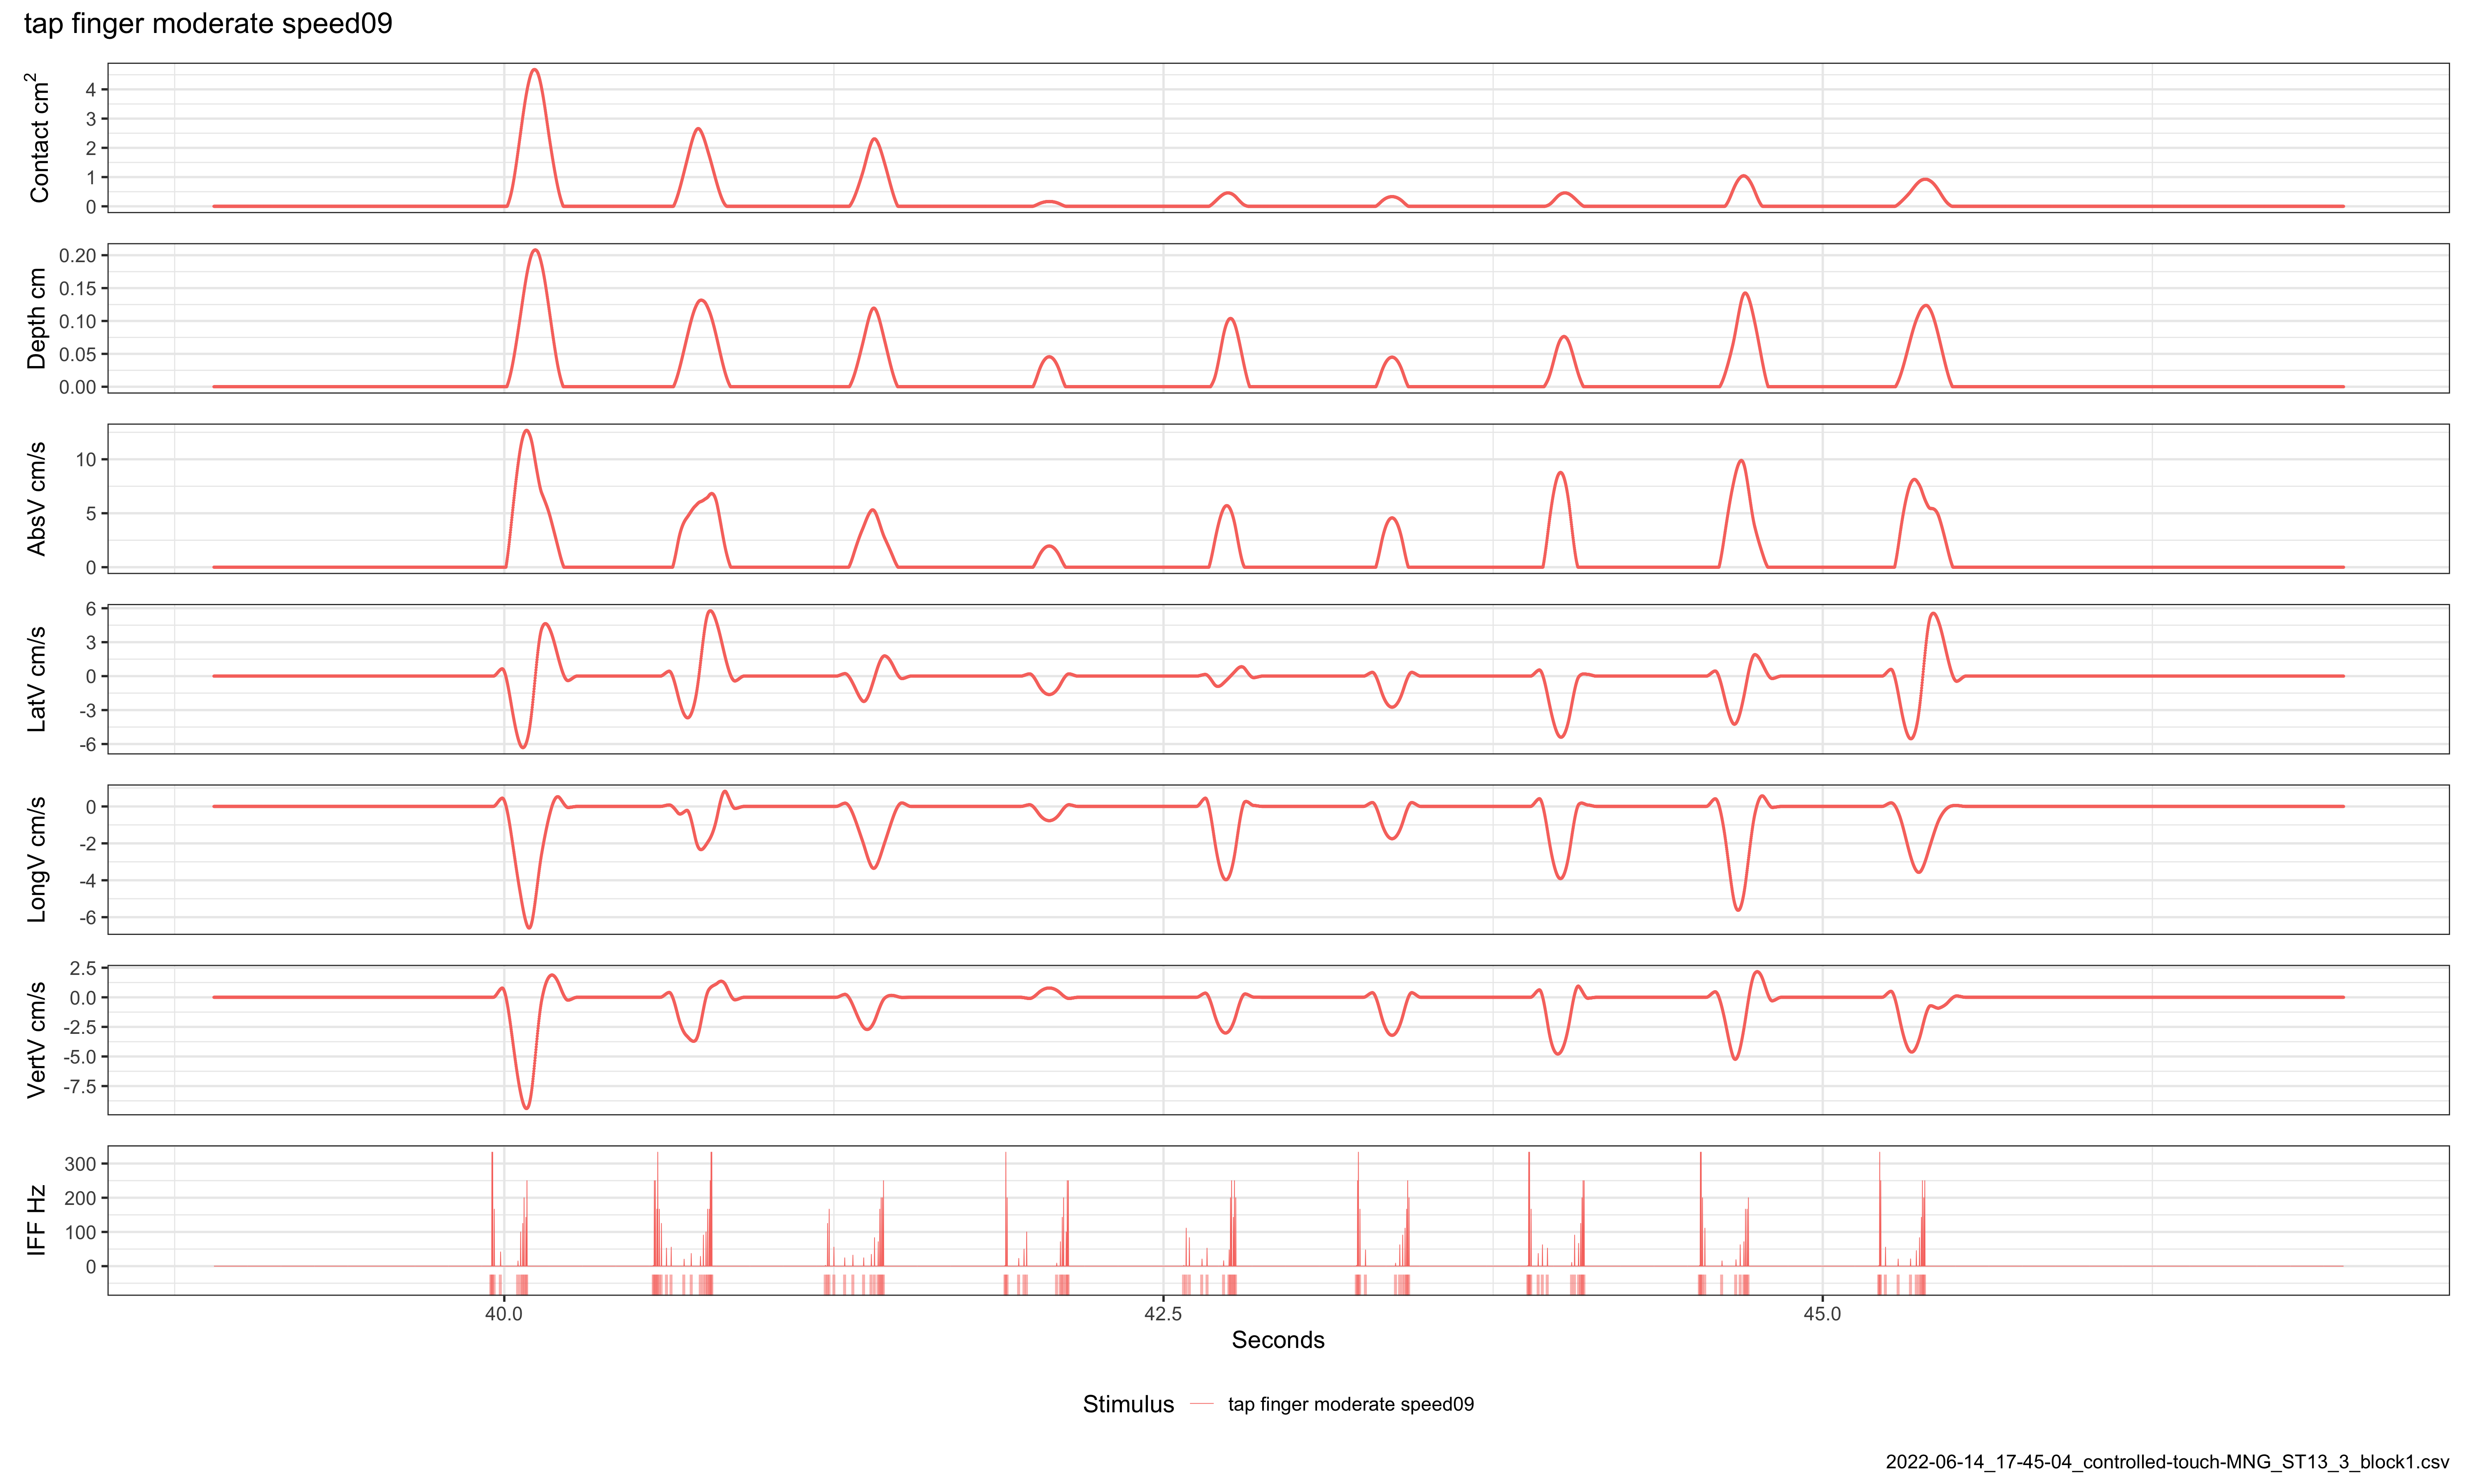 tap finger moderate speed09
Contact cm²
4
3
2
1
0
Depth cm
0.20
0.15
0.10
0.05
0.00
AbsV cm/s
10
5
0
LatV cm/s
6
3
0
-3
-6
LongV cm/s
0
-2
-4
-6
VertV cm/s
2.5
0.0
-2.5
-5.0
-7.5
IFF Hz
300
200
100
0
40.0 42.5 45.0
Seconds
Stimulus tap finger moderate speed09
2022-06-14_17-45-04_controlled-touch-MNG_ST13_3_block1.csv